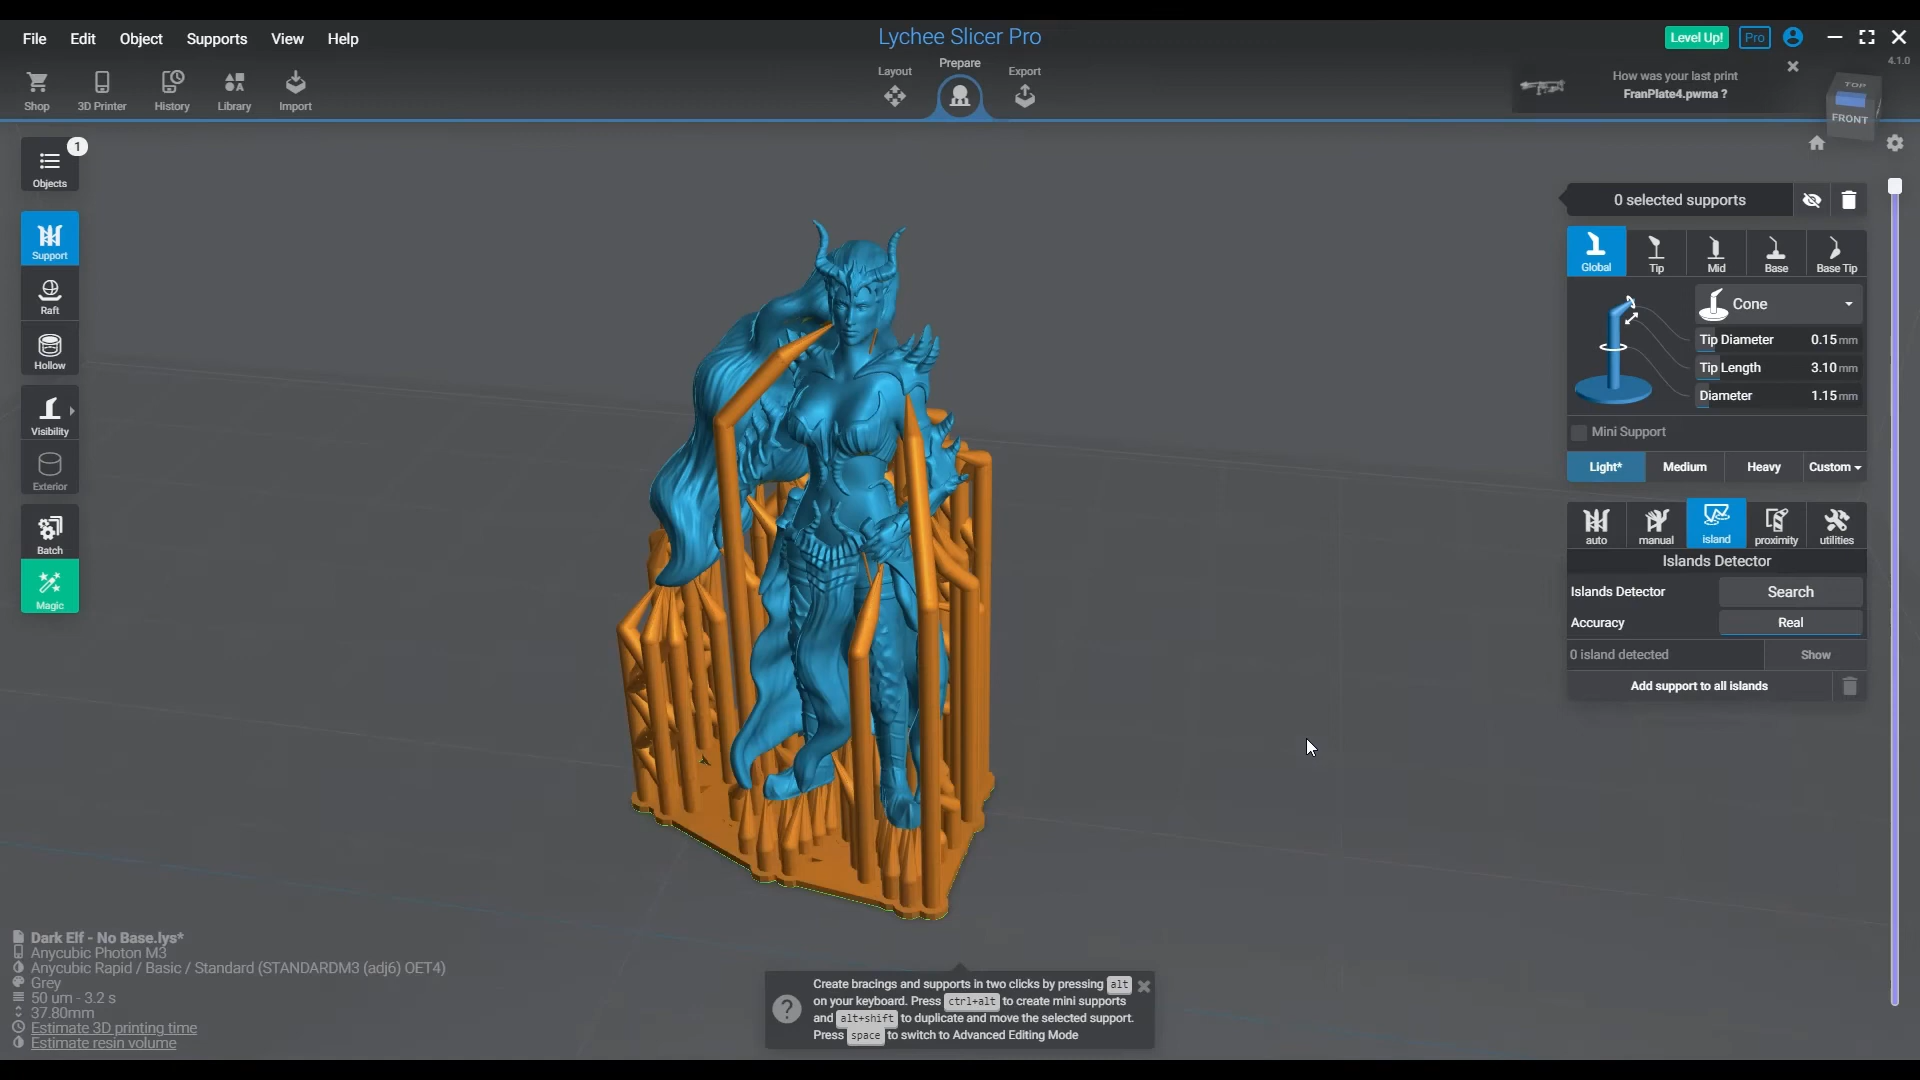 File Edit Object Supports View Help
Lychee Slicer Pro
Level Up! Pro
4.1.0
Shop 3D Printer History Library Import
Layout Prepare Export
How was your last print
FranPlate4.pwma ?
TOP
FRONT
1
Objects
Support
Raft
Hollow
Visibility
Exterior
Batch
Magic
0 selected supports
Global Tip Mid Base Base Tip
Cone
Tip Diameter 0.15 mm
Tip Length 3.10 mm
Diameter 1.15 mm
Mini Support
Light* Medium Heavy Custom
auto manual island proximity utilities
Islands Detector
Islands Detector Search
Accuracy Real
0 island detected Show
Add support to all islands
Dark Elf - No Base.lys*
Anycubic Photon M3
Anycubic Rapid / Basic / Standard (STANDARDM3 (adj6) OET4)
Grey
50 um - 3.2 s
37.80mm
Estimate 3D printing time
Estimate resin volume
?
Create bracings and supports in two clicks by pressing alt
on your keyboard. Press ctrl+alt to create mini supports
and alt+shift to duplicate and move the selected support.
Press space to switch to Advanced Editing Mode